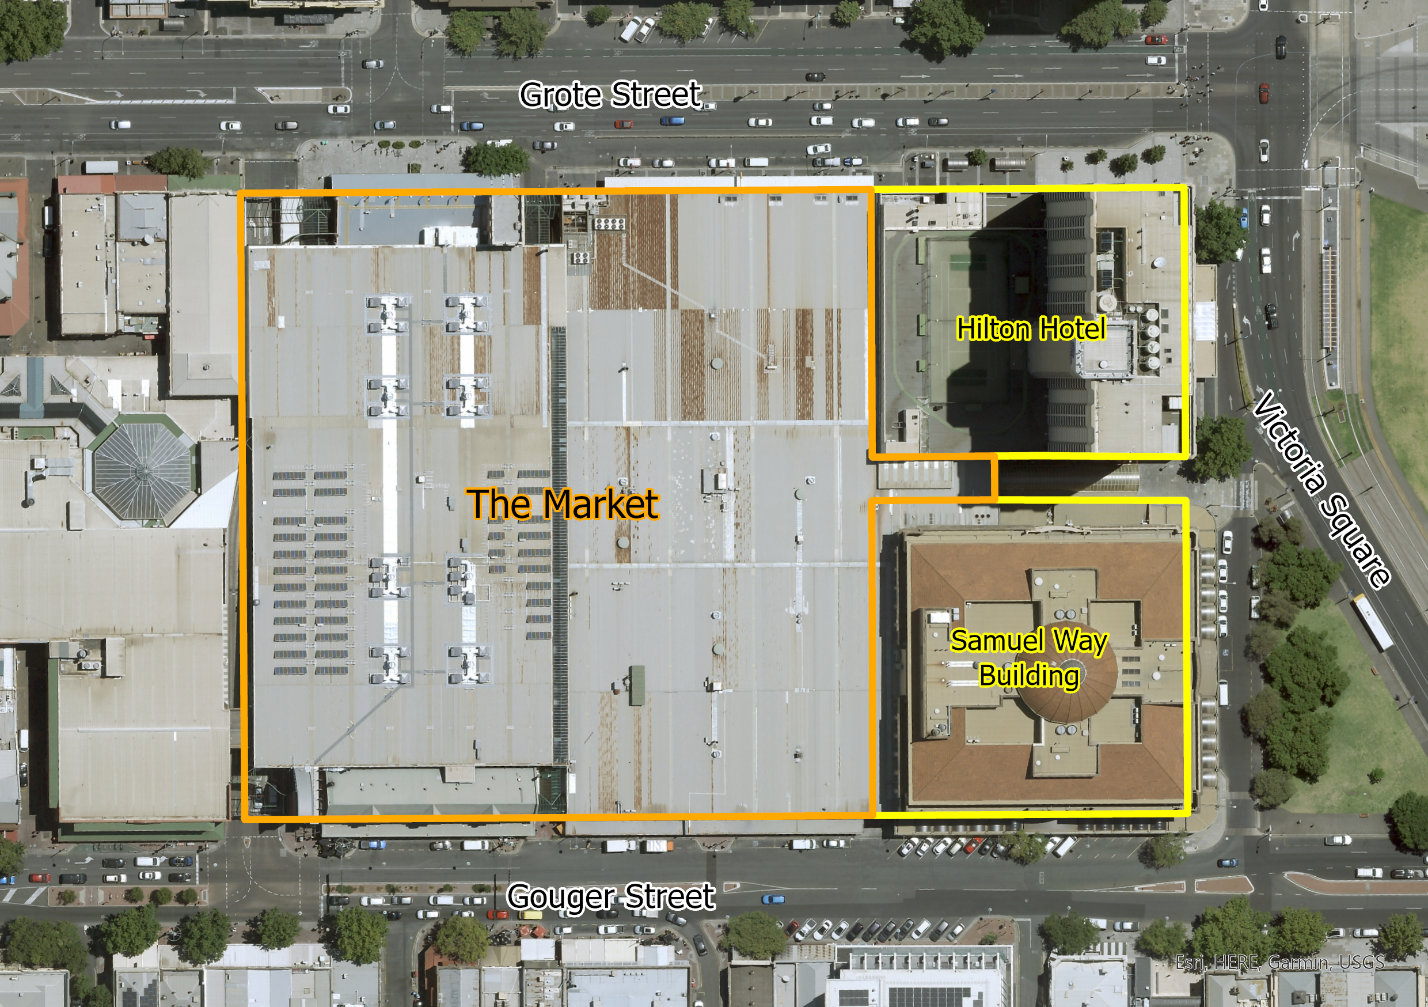 Grote Street
Hilton Hotel
Victoria Square
The Market
Samuel Way
Building
Gouger Street
Esri, HERE, Garmin, USGS